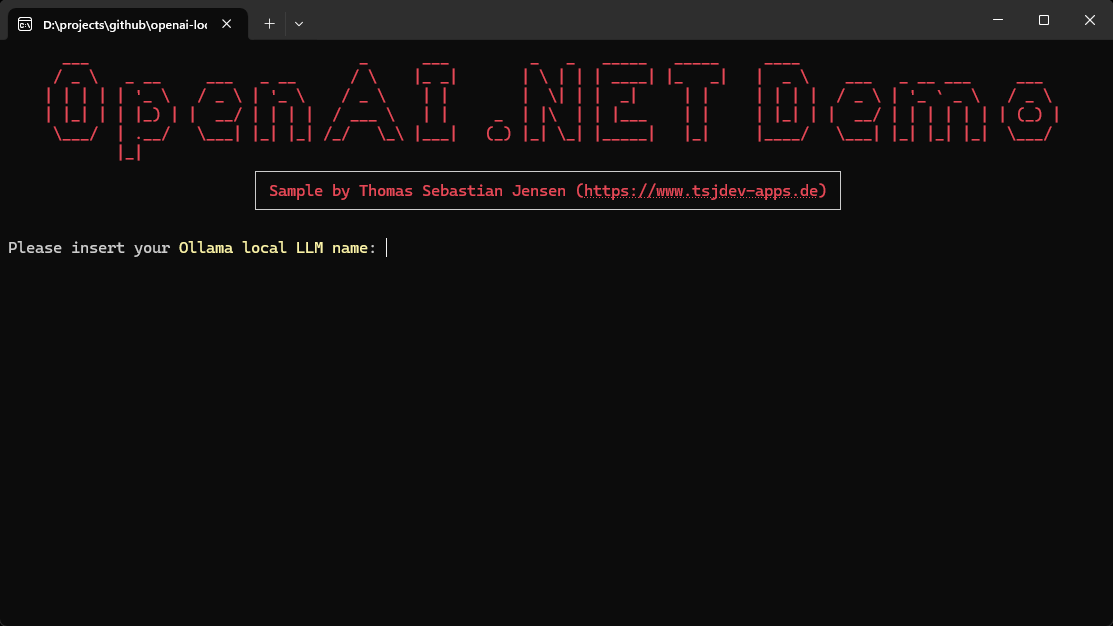 D:\projects\github\openai-loc
OpenAI .NET Demo
Sample by Thomas Sebastian Jensen (https://www.tsjdev-apps.de)
Please insert your Ollama local LLM name: